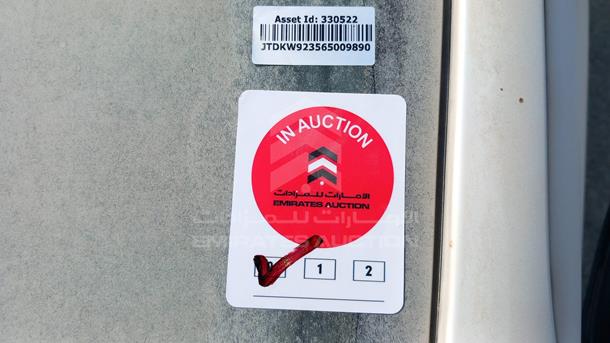 Asset Id: 330522
JTDKW923565009890
IN AUCTION
الإمارات للمزادات
EMIRATES AUCTION
الإمارات للمزادات
EMIRATES AUCTION
1 2